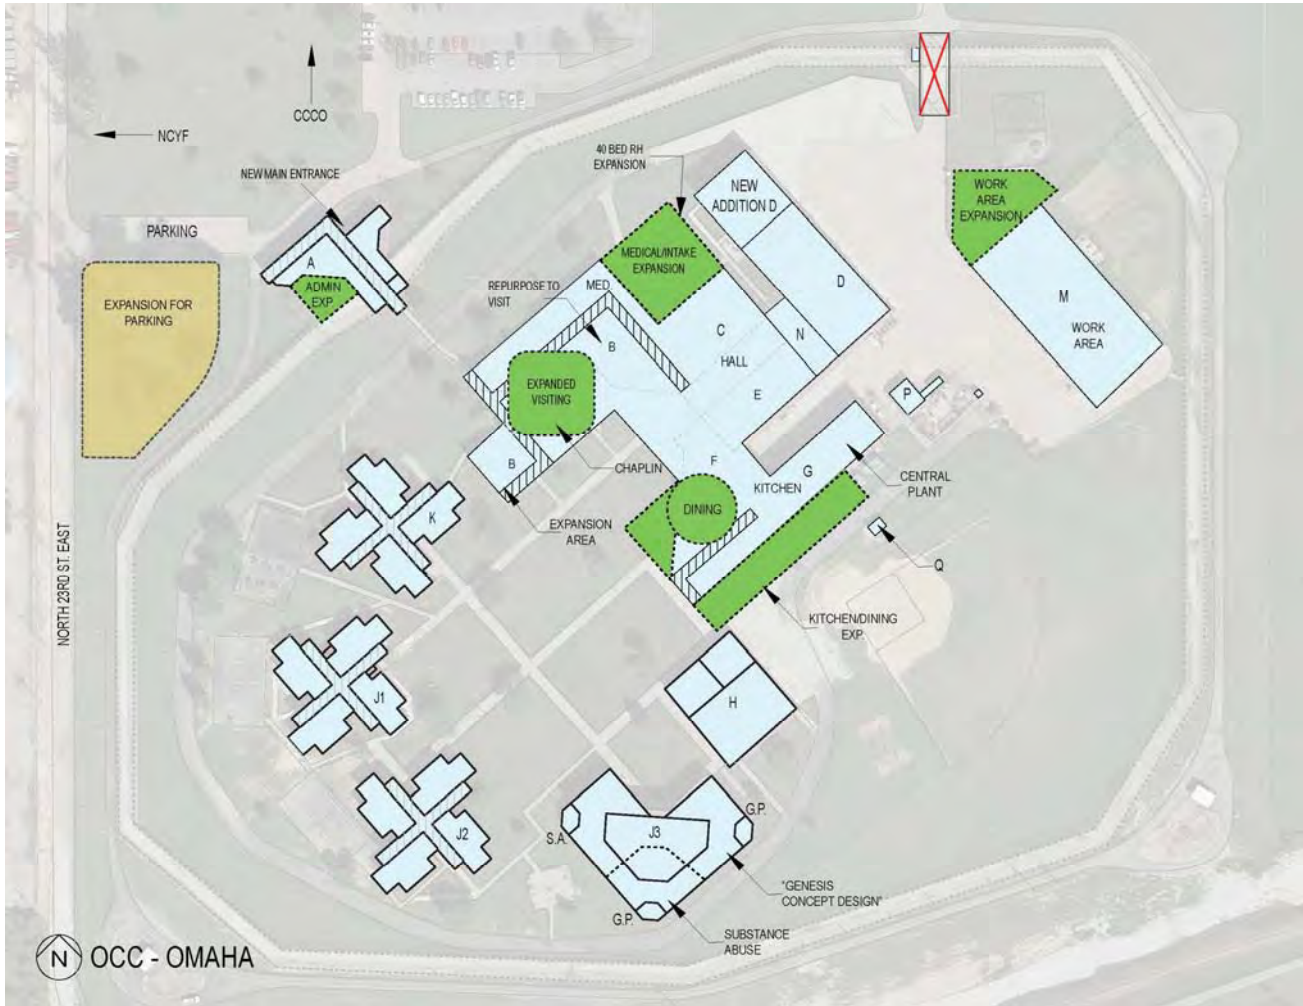 CCCO
NCYF
NEW MAIN ENTRANCE
40 BED RH
EXPANSION
NEW
ADDITION D
WORK
AREA
EXPANSION
PARKING
A
ADMIN
EXP.
MEDICAL/INTAKE
EXPANSION
REPURPOSE TO
VISIT
MED.
D
M
WORK
AREA
EXPANSION FOR
PARKING
C
HALL
N
B
E
EXPANDED
VISITING
P
B
CHAPLIN
F
G
KITCHEN
CENTRAL
PLANT
DINING
EXPANSION
AREA
K
Q
NORTH 23RD ST. EAST
KITCHEN/DINING
EXP.
J1
H
J2
S.A.
J3
G.P.
"GENESIS
CONCEPT DESIGN"
G.P.
SUBSTANCE
ABUSE
N
OCC - OMAHA